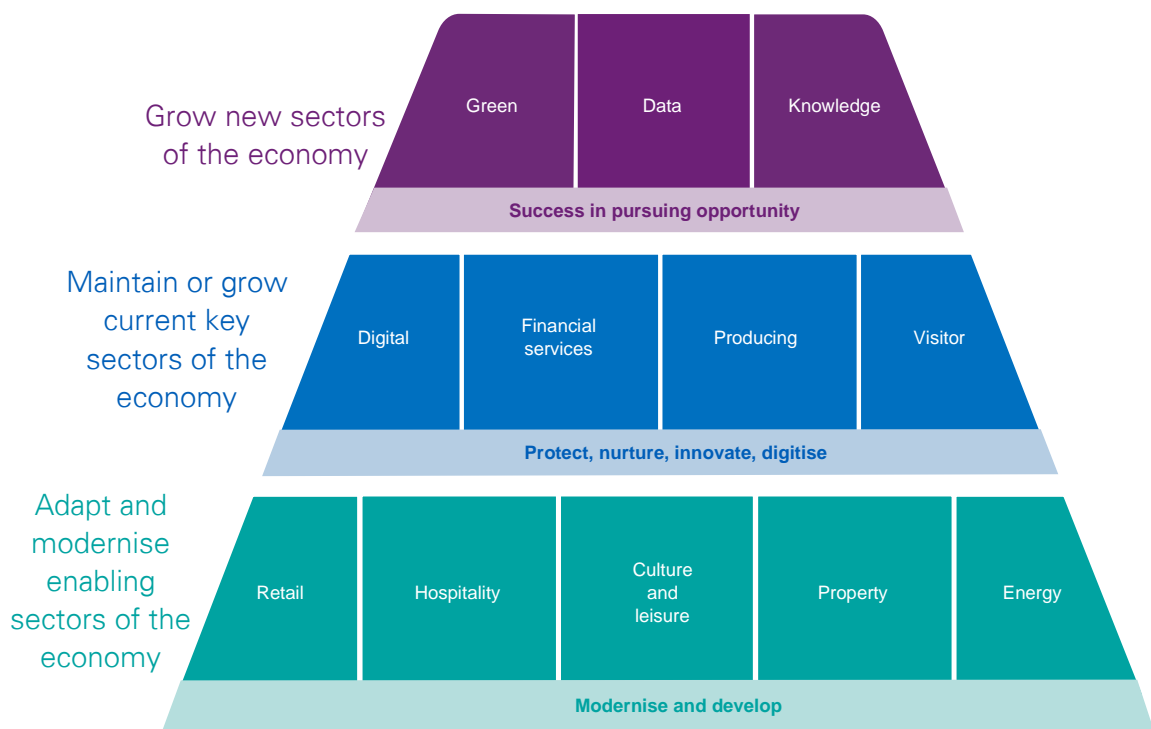 Grow new sectors
of the economy
Green
Data
Knowledge
Success in pursuing opportunity
Maintain or grow
current key
sectors of the
economy
Digital
Financial
services
Producing
Visitor
Protect, nurture, innovate, digitise
Adapt and
modernise
enabling
sectors of the
economy
Retail
Hospitality
Culture
and
leisure
Property
Energy
Modernise and develop